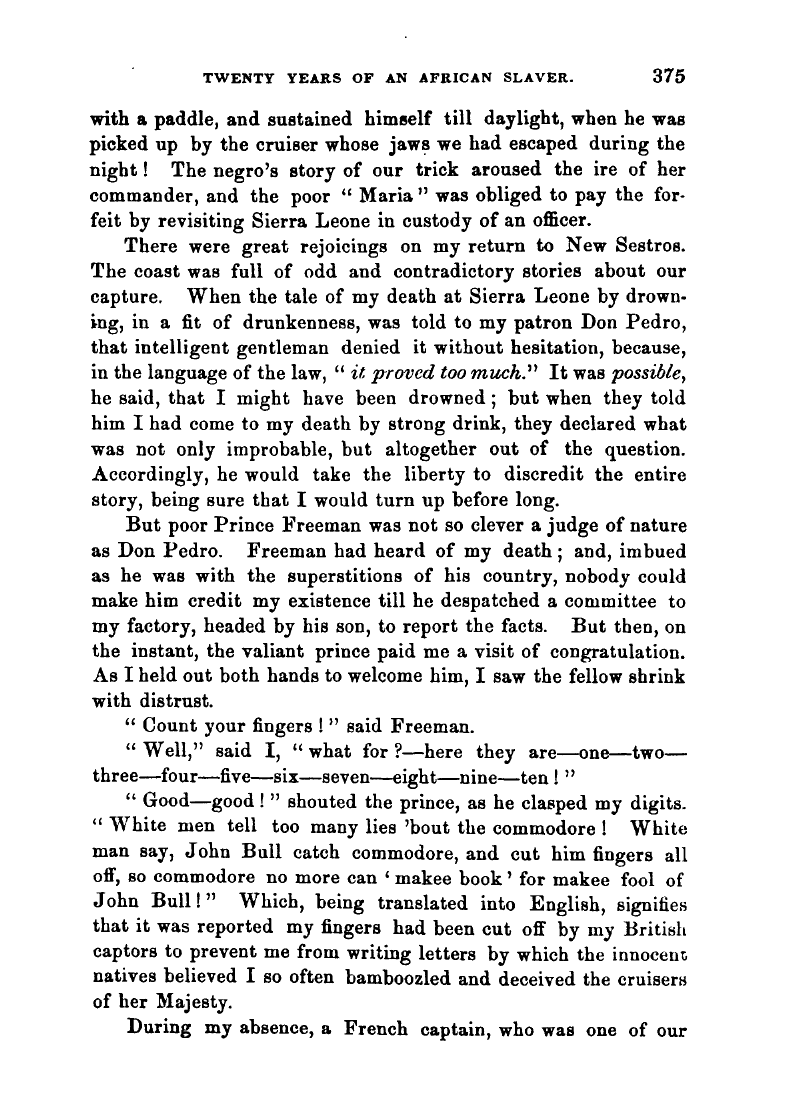 TWENTY YEARS OF AN AFRICAN SLAVER. 375
with a paddle, and sustained himself till daylight, when he was
picked up by the cruiser whose jaws we had escaped during the
night! The negro's story of our trick aroused the ire of her
commander, and the poor “ Maria ” was obliged to pay the for-
feit by revisiting Sierra Leone in custody of an officer.
There were great rejoicings on my return to New Sestros.
The coast was full of odd and contradictory stories about our
capture. When the tale of my death at Sierra Leone by drown-
ing, in a fit of drunkenness, was told to my patron Don Pedro,
that intelligent gentleman denied it without hesitation, because,
in the language of the law, “ it proved too much.” It was possible,
he said, that I might have been drowned ; but when they told
him I had come to my death by strong drink, they declared what
was not only improbable, but altogether out of the question.
Accordingly, he would take the liberty to discredit the entire
story, being sure that I would turn up before long.
But poor Prince Freeman was not so clever a judge of nature
as Don Pedro. Freeman had heard of my death ; and, imbued
as he was with the superstitions of his country, nobody could
make him credit my existence till he despatched a committee to
my factory, headed by his son, to report the facts. But then, on
the instant, the valiant prince paid me a visit of congratulation.
As I held out both hands to welcome him, I saw the fellow shrink
with distrust.
“ Count your fingers ! ” said Freeman.
“ Well,” said I, “ what for ?—here they are—one—two—
three—four—five—six—seven—eight—nine—ten ! ”
“ Good—good ! ” shouted the prince, as he clasped my digits.
“ White men tell too many lies ’bout the commodore ! White
man say, John Bull catch commodore, and cut him fingers all
off, so commodore no more can ‘ makee book ’ for makee fool of
John Bull ! ” Which, being translated into English, signifies
that it was reported my fingers had been cut off by my British
captors to prevent me from writing letters by which the innocent
natives believed I so often bamboozled and deceived the cruisers
of her Majesty.
During my absence, a French captain, who was one of our